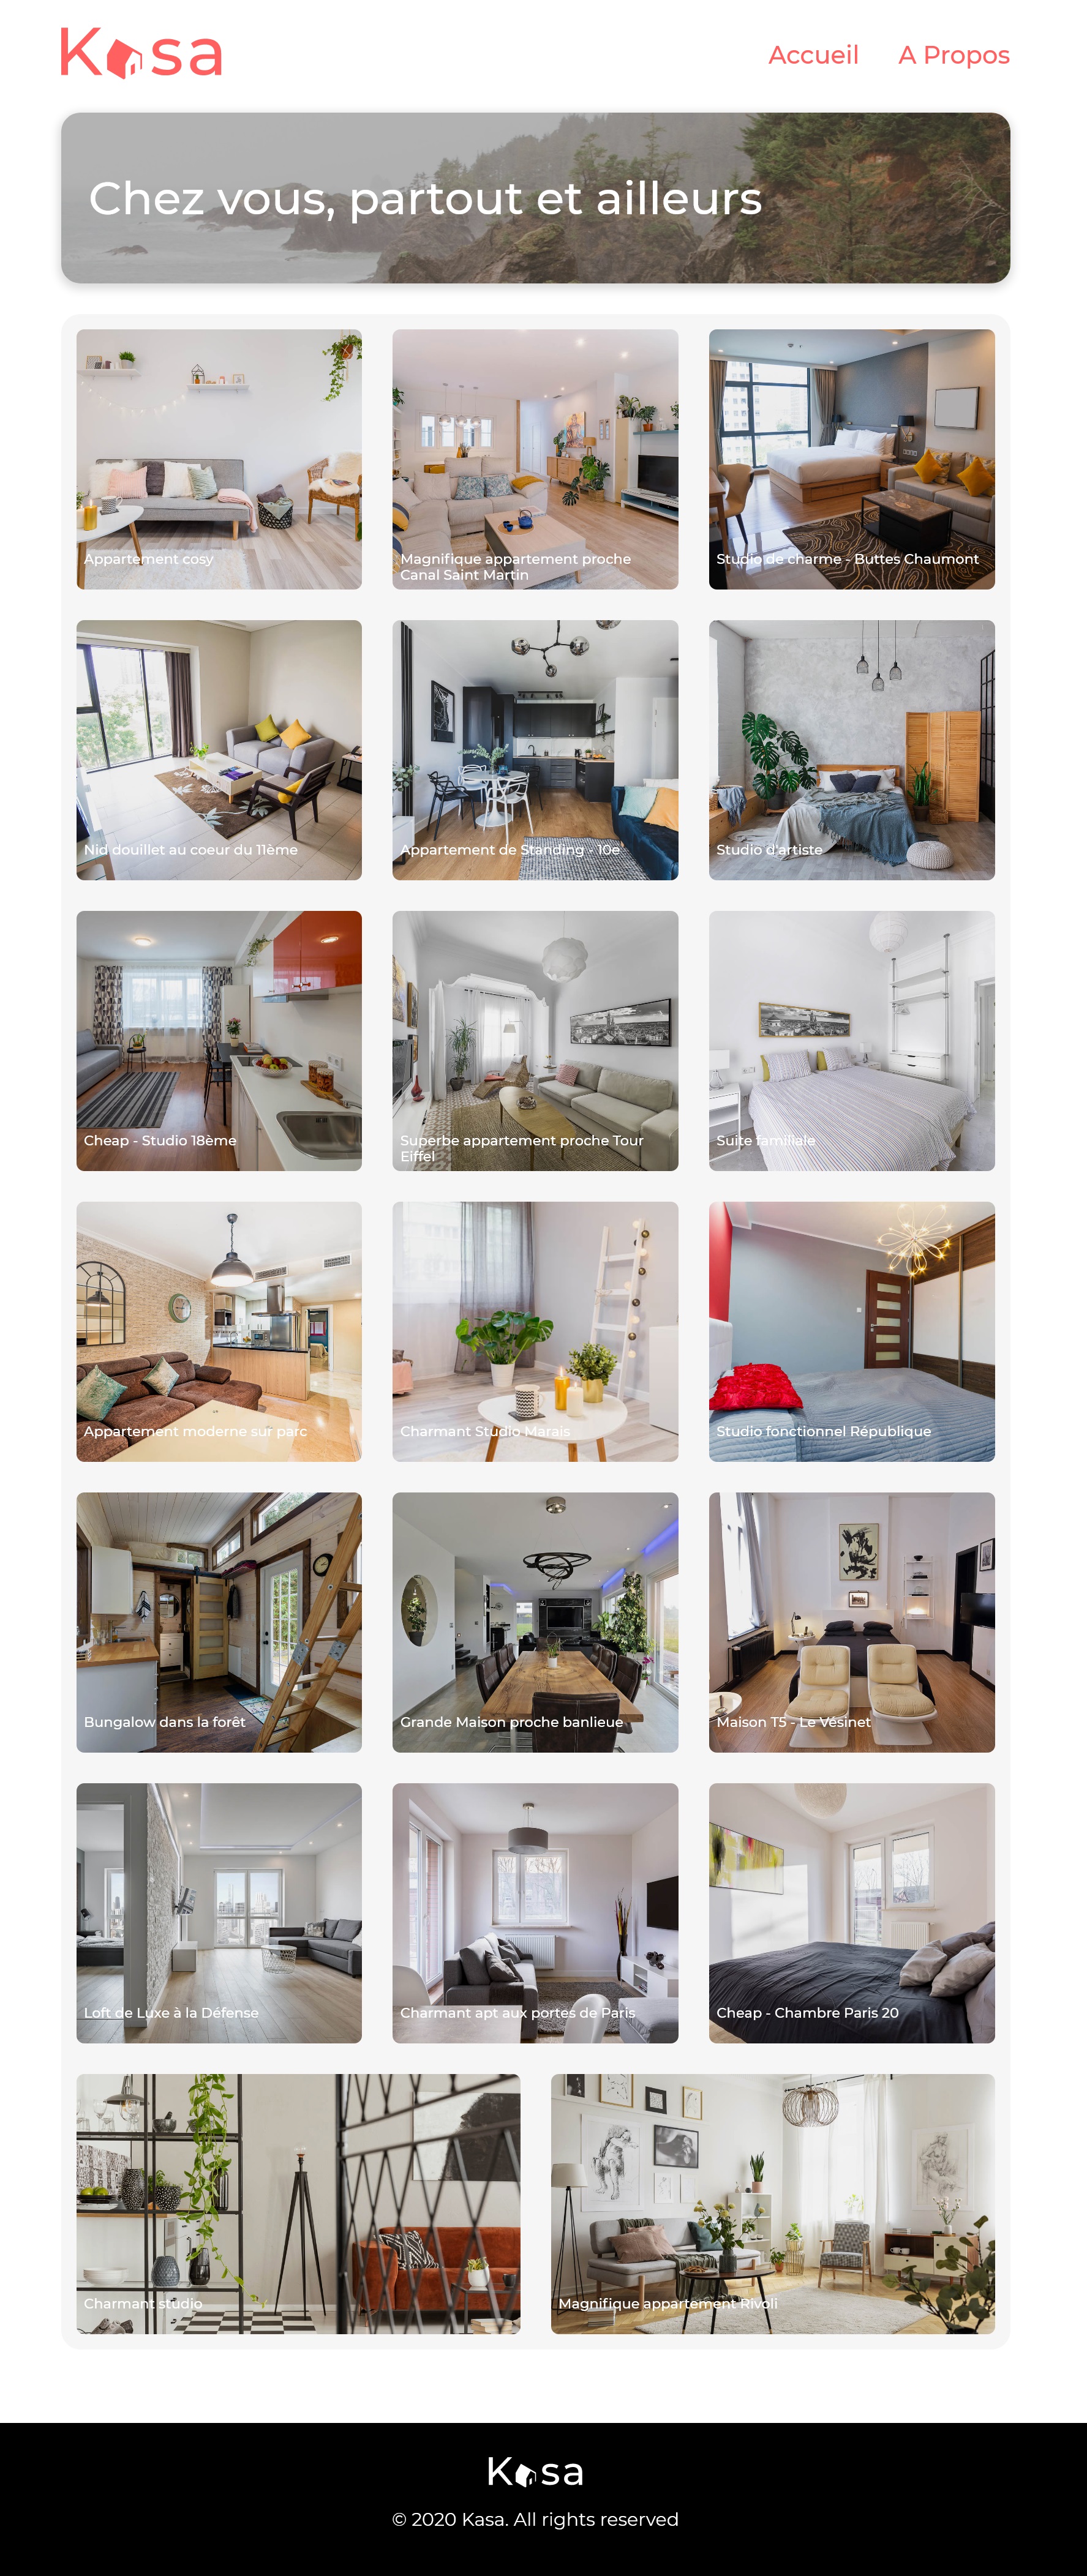 Kasa
Accueil A Propos
Chez vous, partout et ailleurs
Appartement cosy
Magnifique appartement proche
Canal Saint Martin
Studio de charme - Buttes Chaumont
Nid douillet au coeur du 11ème
Appartement de Standing - 10e
Studio d'artiste
Cheap - Studio 18ème
Superbe appartement proche Tour
Eiffel
Suite familiale
Appartement moderne sur parc
Charmant Studio Marais
Studio fonctionnel République
Bungalow dans la forêt
Grande Maison proche banlieue
Maison T5 - Le Vésinet
Loft de Luxe à la Défense
Charmant apt aux portes de Paris
Cheap - Chambre Paris 20
Charmant studio
Magnifique appartement Rivoli
Kasa
© 2020 Kasa. All rights reserved